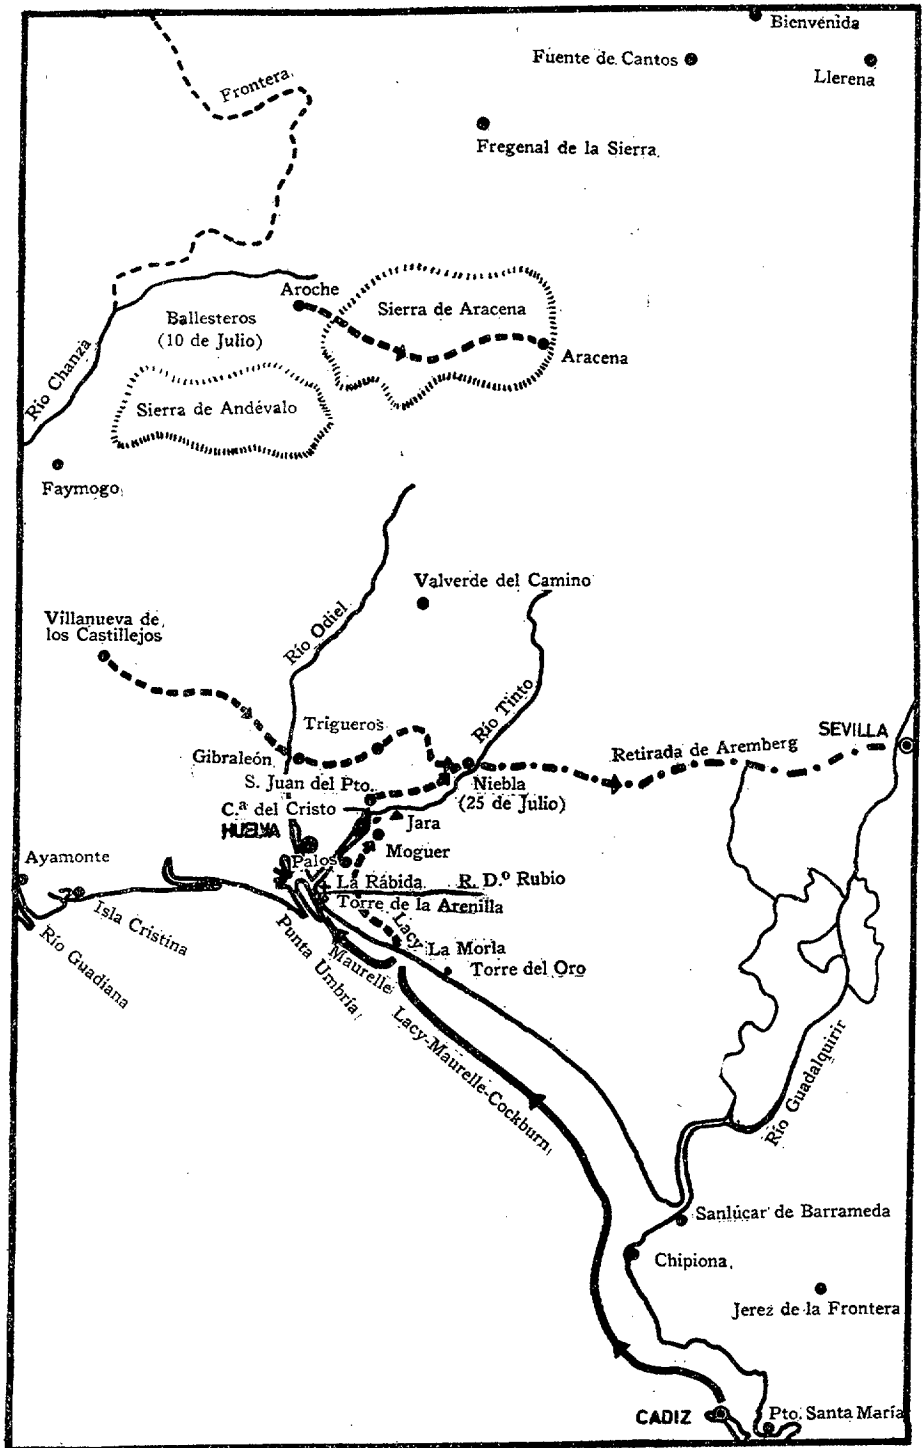 Bienvenida
Fuente de Cantos
Llerena
Frontera
Fregenal de la Sierra
Aroche
Sierra de Aracena
Ballesteros
(10 de Julio)
Aracena
Río Chanza
Sierra de Andévalo
Faymogo
Valverde del Camino
Villanueva de
los Castillejos
Río Odiel
Río Tinto
Trigueros
SEVILLA
Gibraleón
Retirada de Aremberg
S. Juan del Pto.
Niebla
(25 de Julio)
C.ª del Cristo
Jara
HUELVA
Moguer
Ayamonte
Palos
La Rábida
R. D.º Rubio
Torre de la Arenilla
Isla Cristina
Lacy
La Morla
Punta Umbría
Maurelle
Torre del Oro
Río Guadiana
Lacy-Maurelle-Cockburn
Río Guadalquirir
Sanlúcar de Barrameda
Chipiona
Jerez de la Frontera
CADIZ
Pto. Santa María